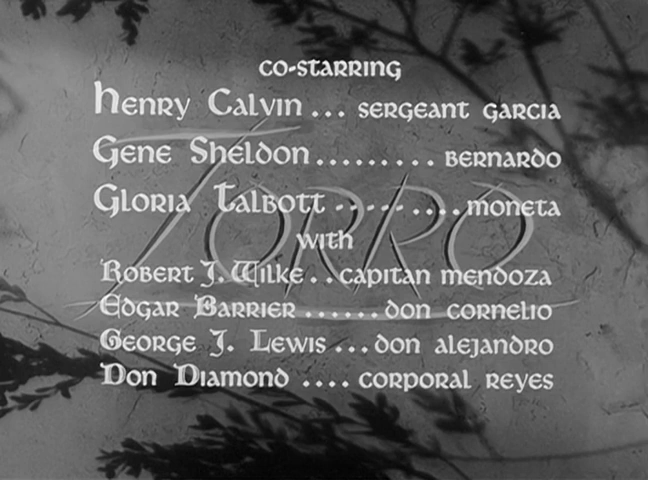 co-starring
Henry Calvin ... sergeant garcia
Gene Sheldon ......... bernardo
Gloria Talbott ----- .... moneta
with
Robert J. Wilke .. capitan mendoza
Edgar Barrier ...... don cornelio
George J. Lewis ... don alejandro
Don Diamond .... corporal reyes
Zorro